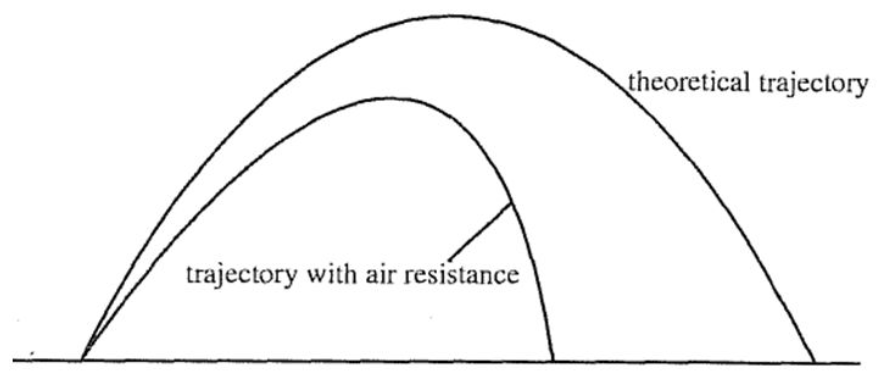 theoretical trajectory
trajectory with air resistance